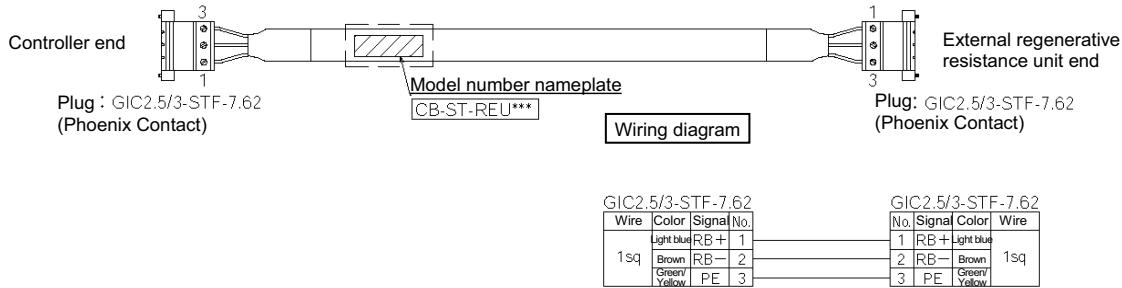 3
1
Controller end
1
3
External regenerative
resistance unit end
Model number nameplate
CB-ST-REU***
Plug : GIC2.5/3-STF-7.62
(Phoenix Contact)
Plug: GIC2.5/3-STF-7.62
(Phoenix Contact)
Wiring diagram
GIC2.5/3-STF-7.62 GIC2.5/3-STF-7.62
Wire Color Signal No. No. Signal Color Wire
Light blue RB+ 1 1 RB+ Light blue
1sq Brown RB− 2 2 RB− Brown 1sq
Green/Yellow PE 3 3 PE Green/Yellow